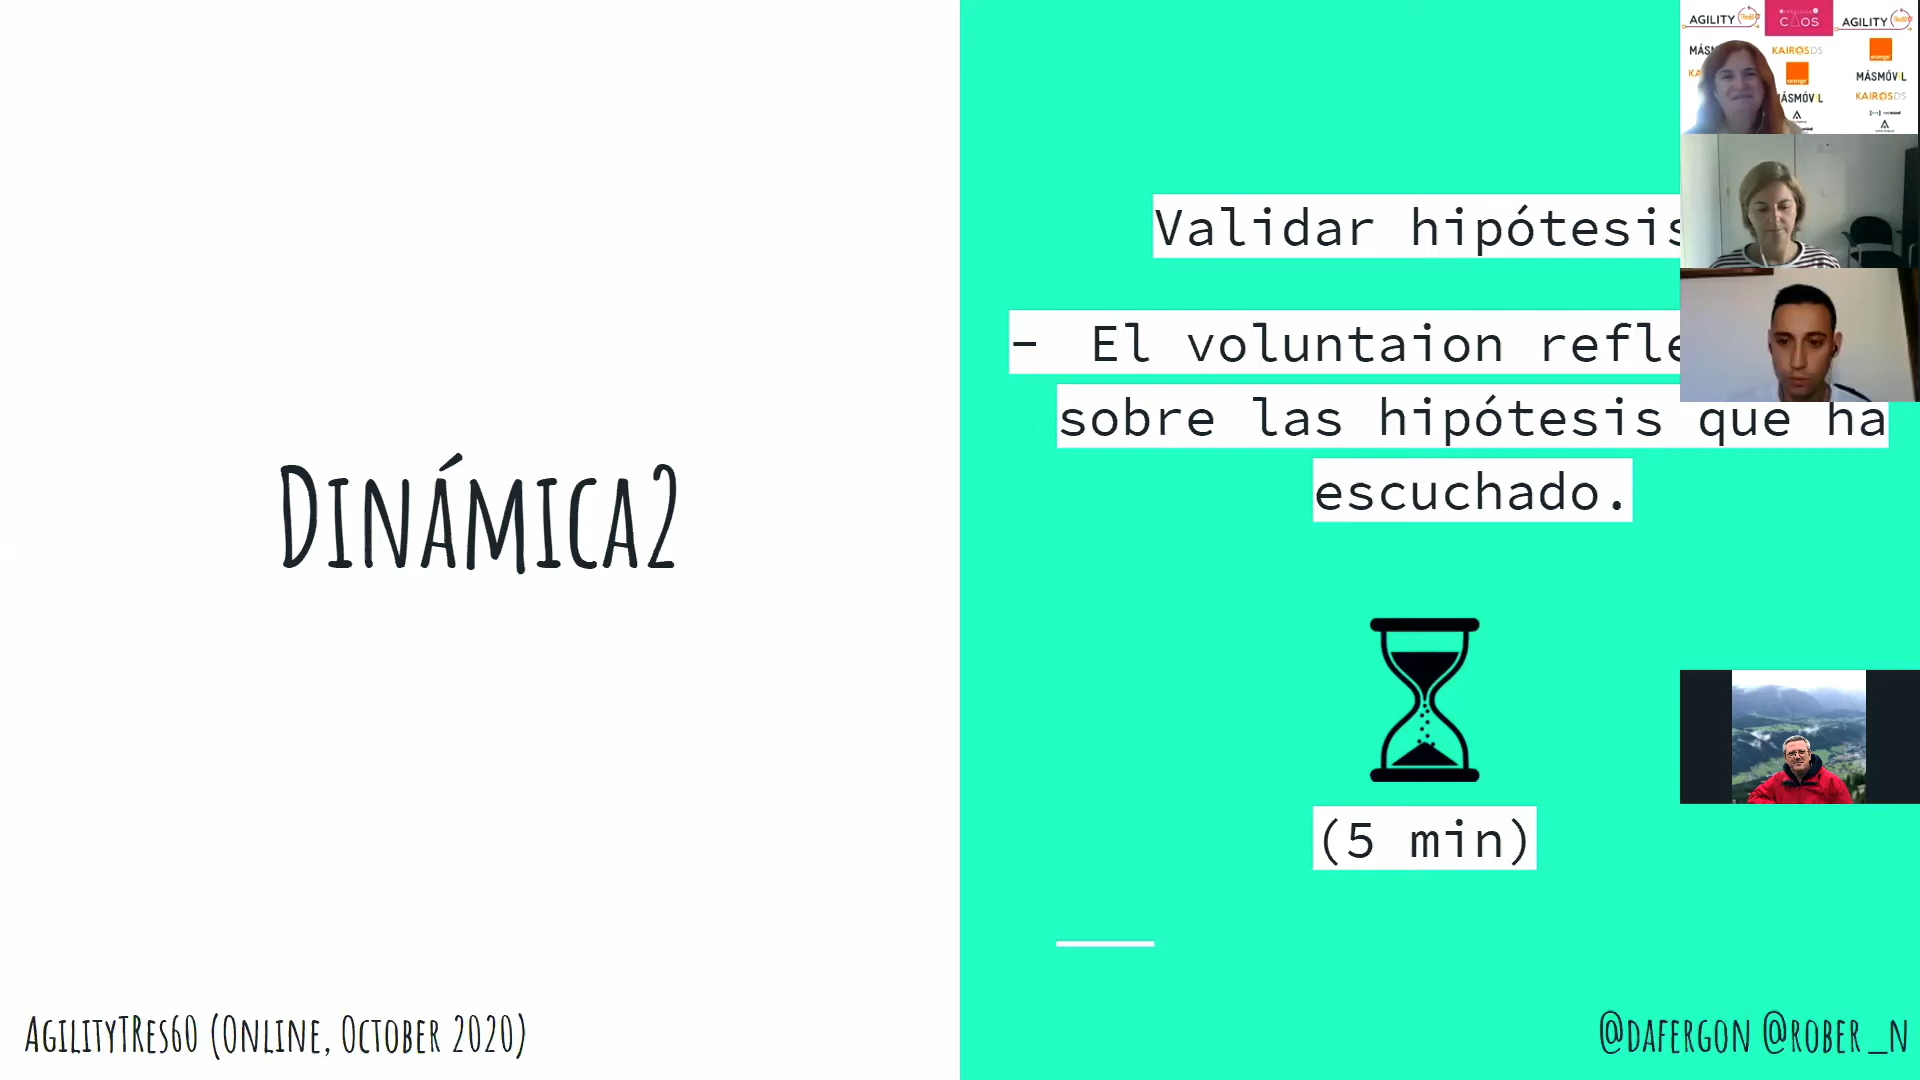 AGILITY
CAOS
AGILITY
KAIROSDS
MÁSMÓVIL
KAIROSDS
Validar hipótesis
- El voluntaion refle
sobre las hipótesis que ha
escuchado.
Dinámica2
(5 min)
AgilityTRes60 (Online, October 2020)
@dafergon @rober_n